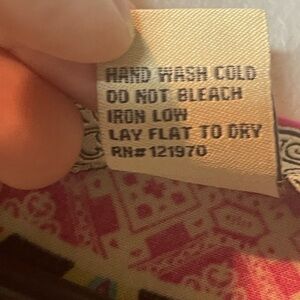 HAND WASH COLD
DO NOT BLEACH
IRON LOW
LAY FLAT TO DRY
RN# 121970